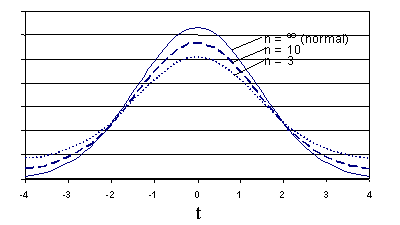 n = ∞ (normal)
n = 10
n = 3
-4 -3 -2 -1 0 1 2 3 4
t